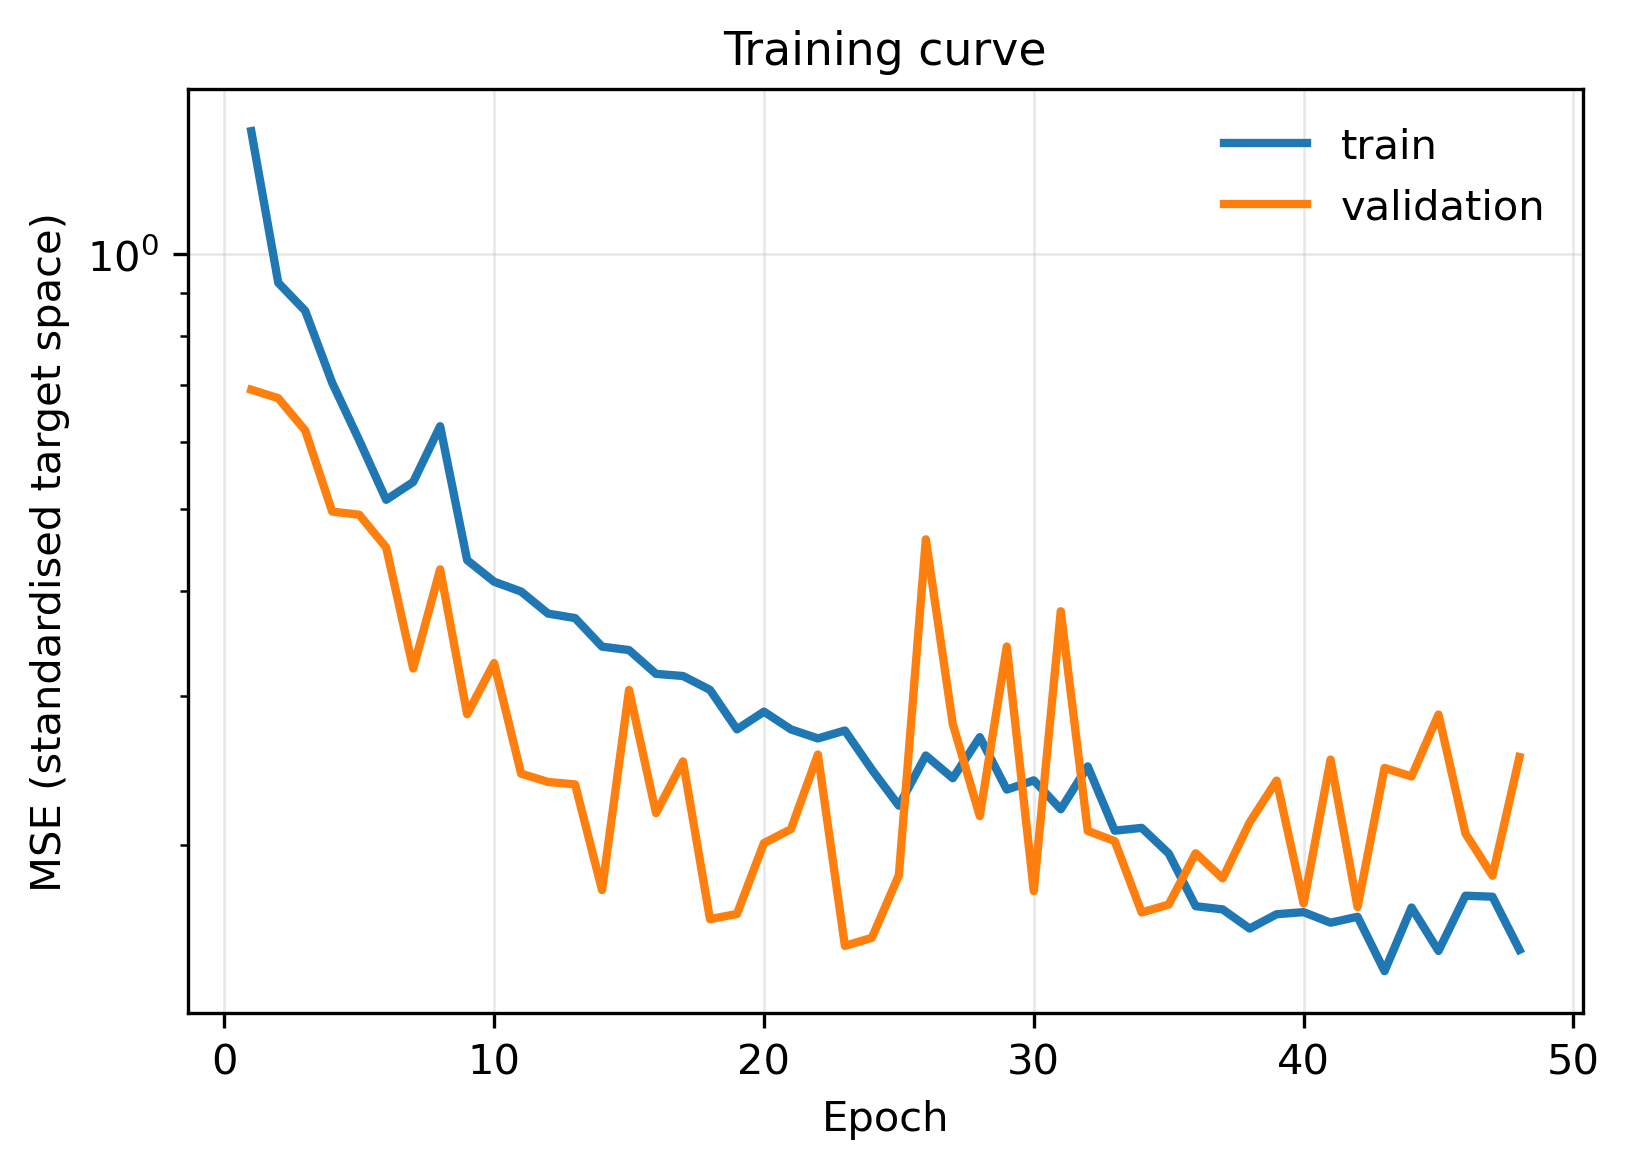 Training curve
train
validation
MSE (standardised target space)
10⁰
0 10 20 30 40 50
Epoch